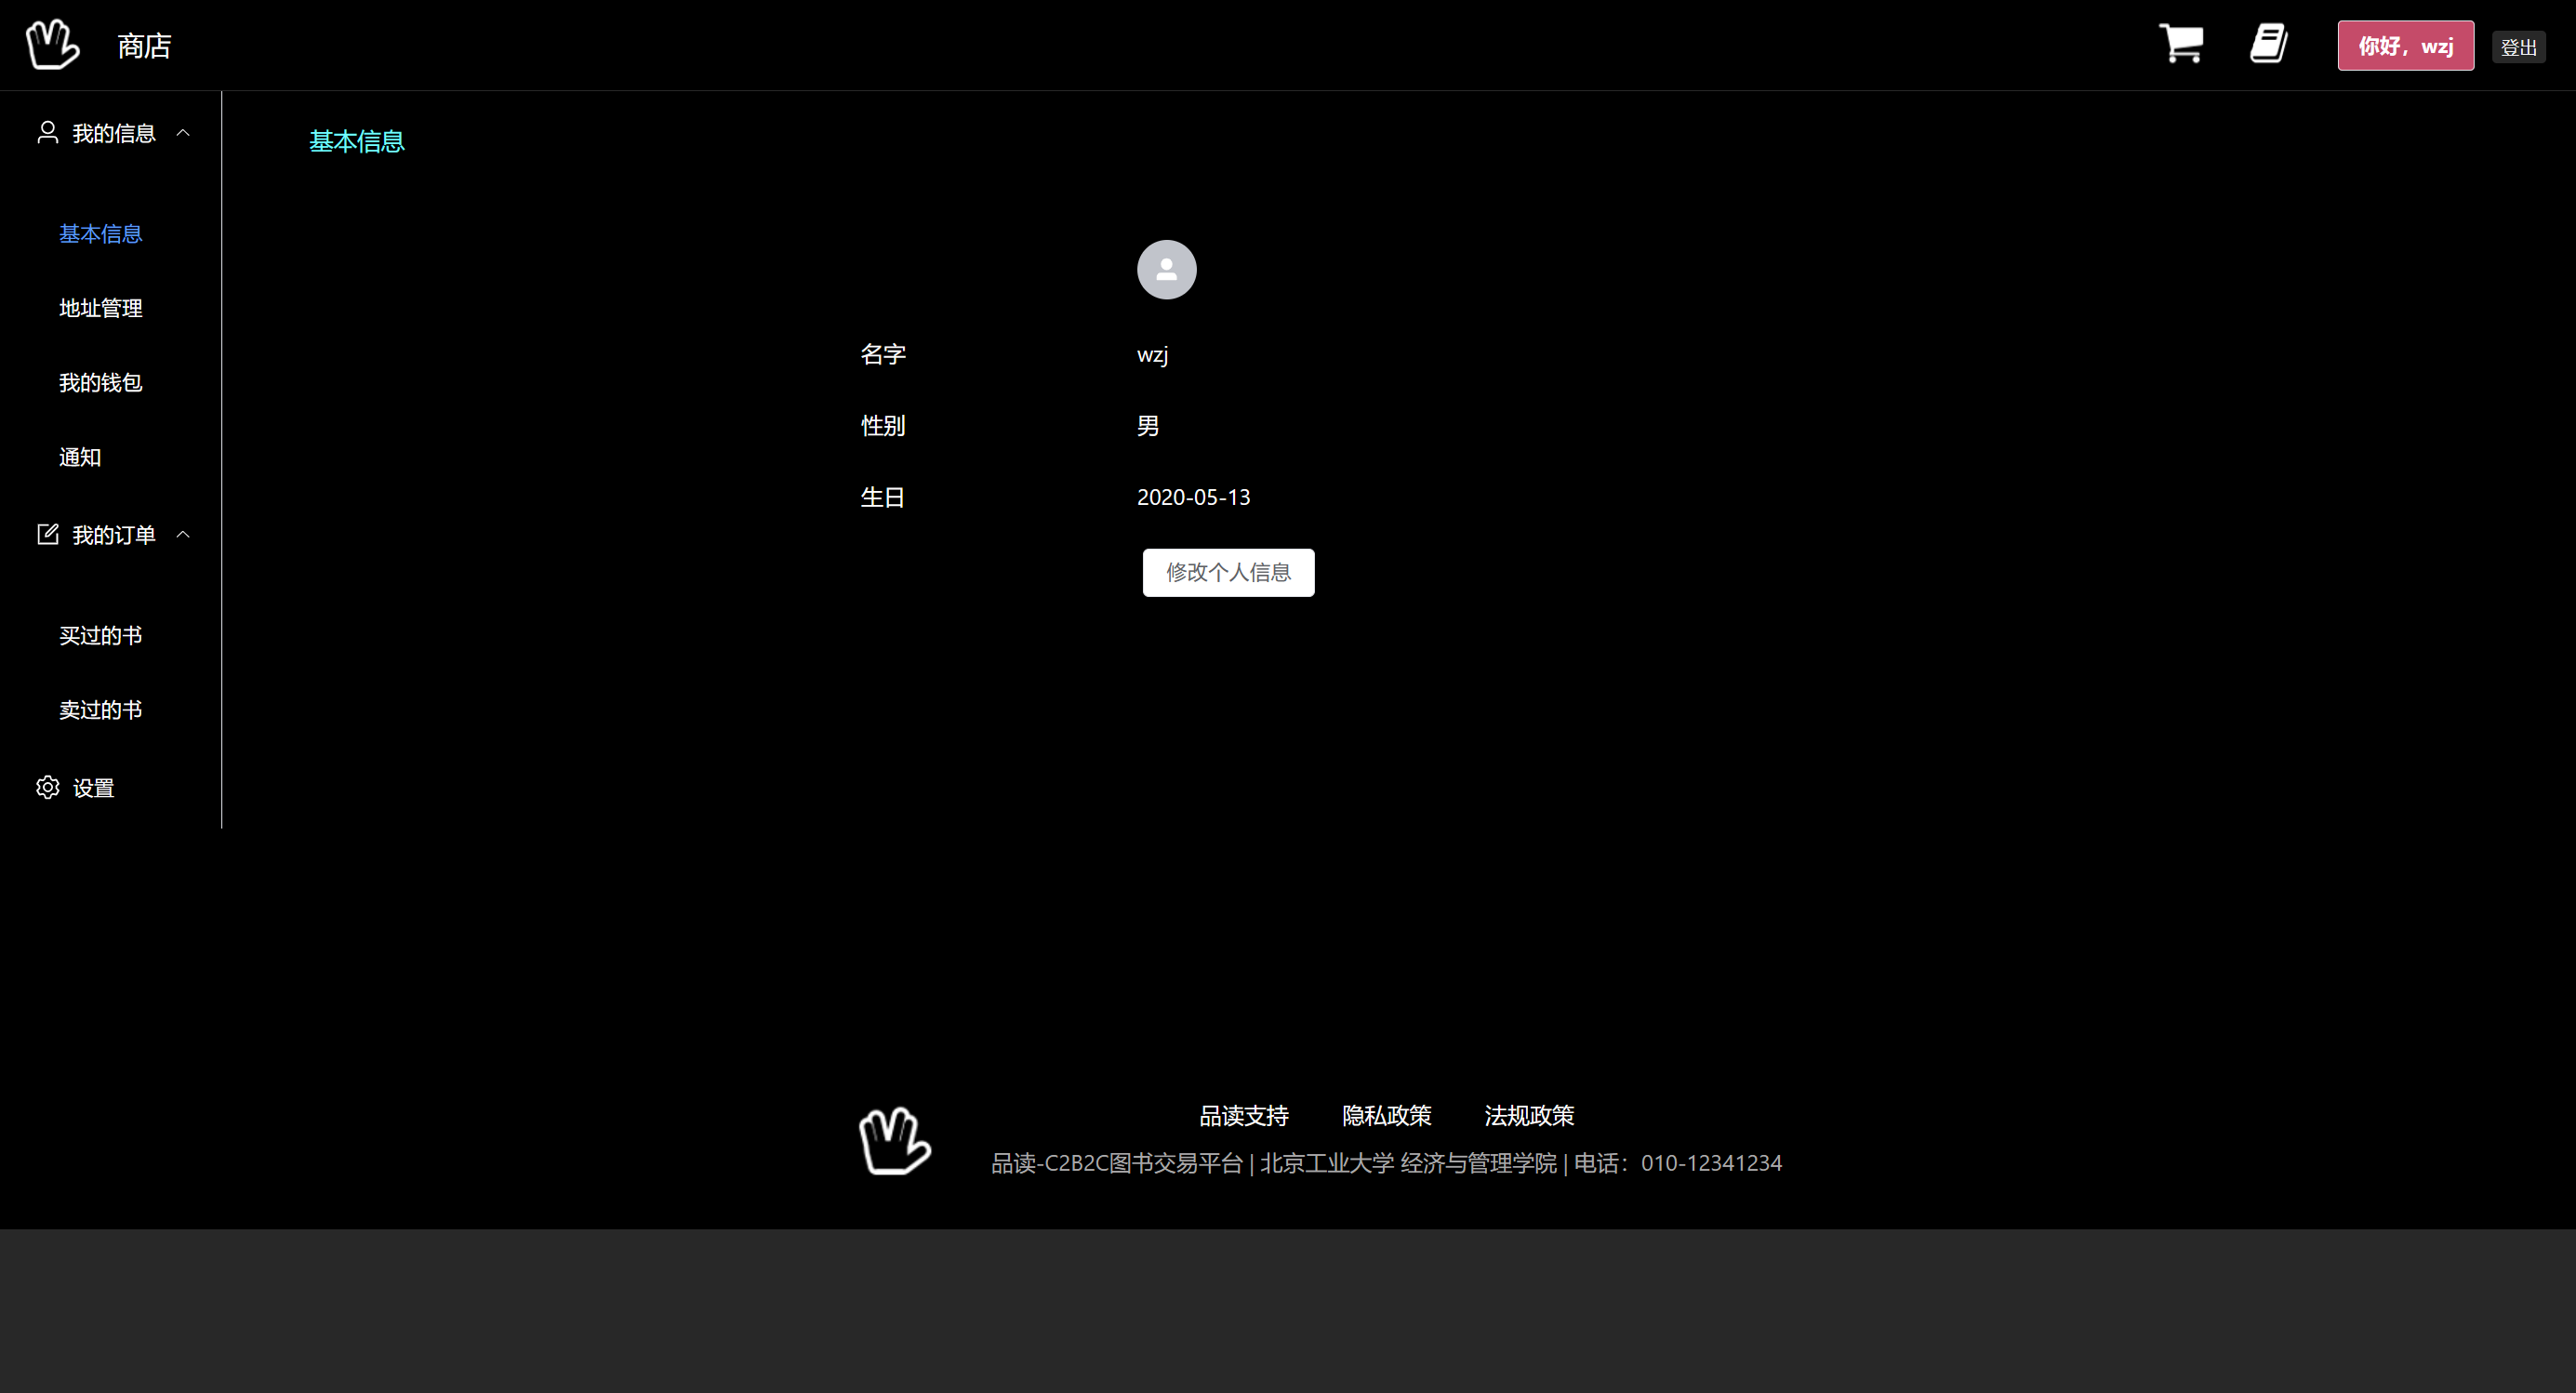 商店
你好，wzj
登出
我的信息
基本信息
地址管理
我的钱包
通知
我的订单
买过的书
卖过的书
设置
基本信息
名字 wzj
性别 男
生日 2020-05-13
修改个人信息
品读支持 隐私政策 法规政策
品读-C2B2C图书交易平台 | 北京工业大学 经济与管理学院 | 电话：010-12341234